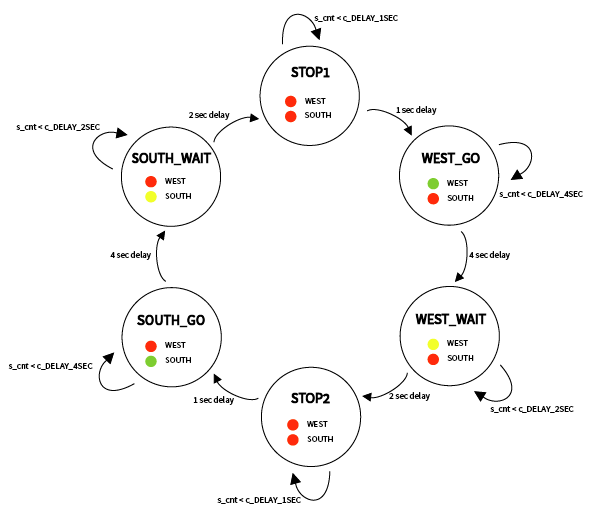 s_cnt < c_DELAY_1SEC
STOP1
WEST
SOUTH
2 sec delay
1 sec delay
s_cnt < c_DELAY_2SEC
SOUTH_WAIT
WEST
SOUTH
WEST_GO
WEST
SOUTH
s_cnt < c_DELAY_4SEC
4 sec delay
4 sec delay
SOUTH_GO
WEST
SOUTH
s_cnt < c_DELAY_4SEC
WEST_WAIT
WEST
SOUTH
1 sec delay
2 sec delay
s_cnt < c_DELAY_2SEC
STOP2
WEST
SOUTH
s_cnt < c_DELAY_1SEC